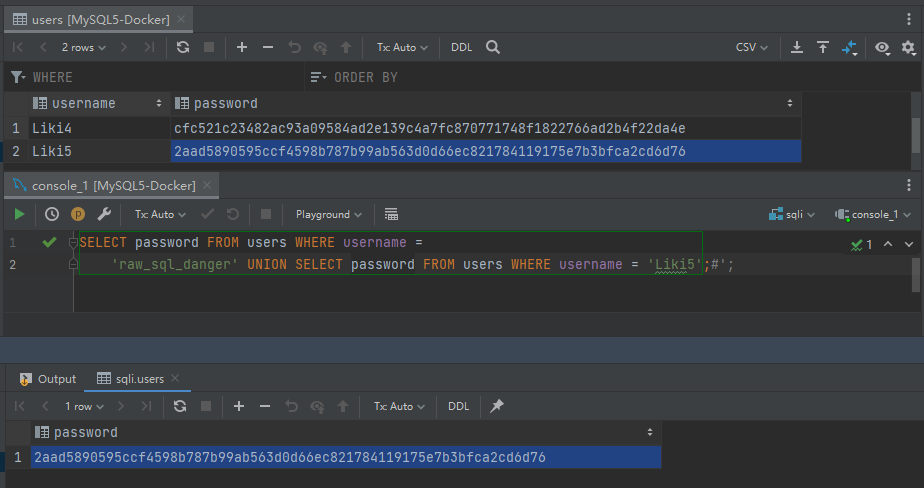 users [MySQL5-Docker]
2 rows
Tx: Auto
DDL
CSV
WHERE
ORDER BY
username
password
1 Liki4 cfc521c23482ac93a09584ad2e139c4a7fc870771748f1822766ad2b4f22da4e
2 Liki5 2aad5890595ccf4598b787b99ab563d0d66ec821784119175e7b3bfca2cd6d76
console_1 [MySQL5-Docker]
p
Tx: Auto
Playground
sqli
console_1
1 SELECT password FROM users WHERE username =
1
2 'raw_sql_danger' UNION SELECT password FROM users WHERE username = 'Liki5';#';
Output
sqli.users
1 row
Tx: Auto
DDL
password
1 2aad5890595ccf4598b787b99ab563d0d66ec821784119175e7b3bfca2cd6d76